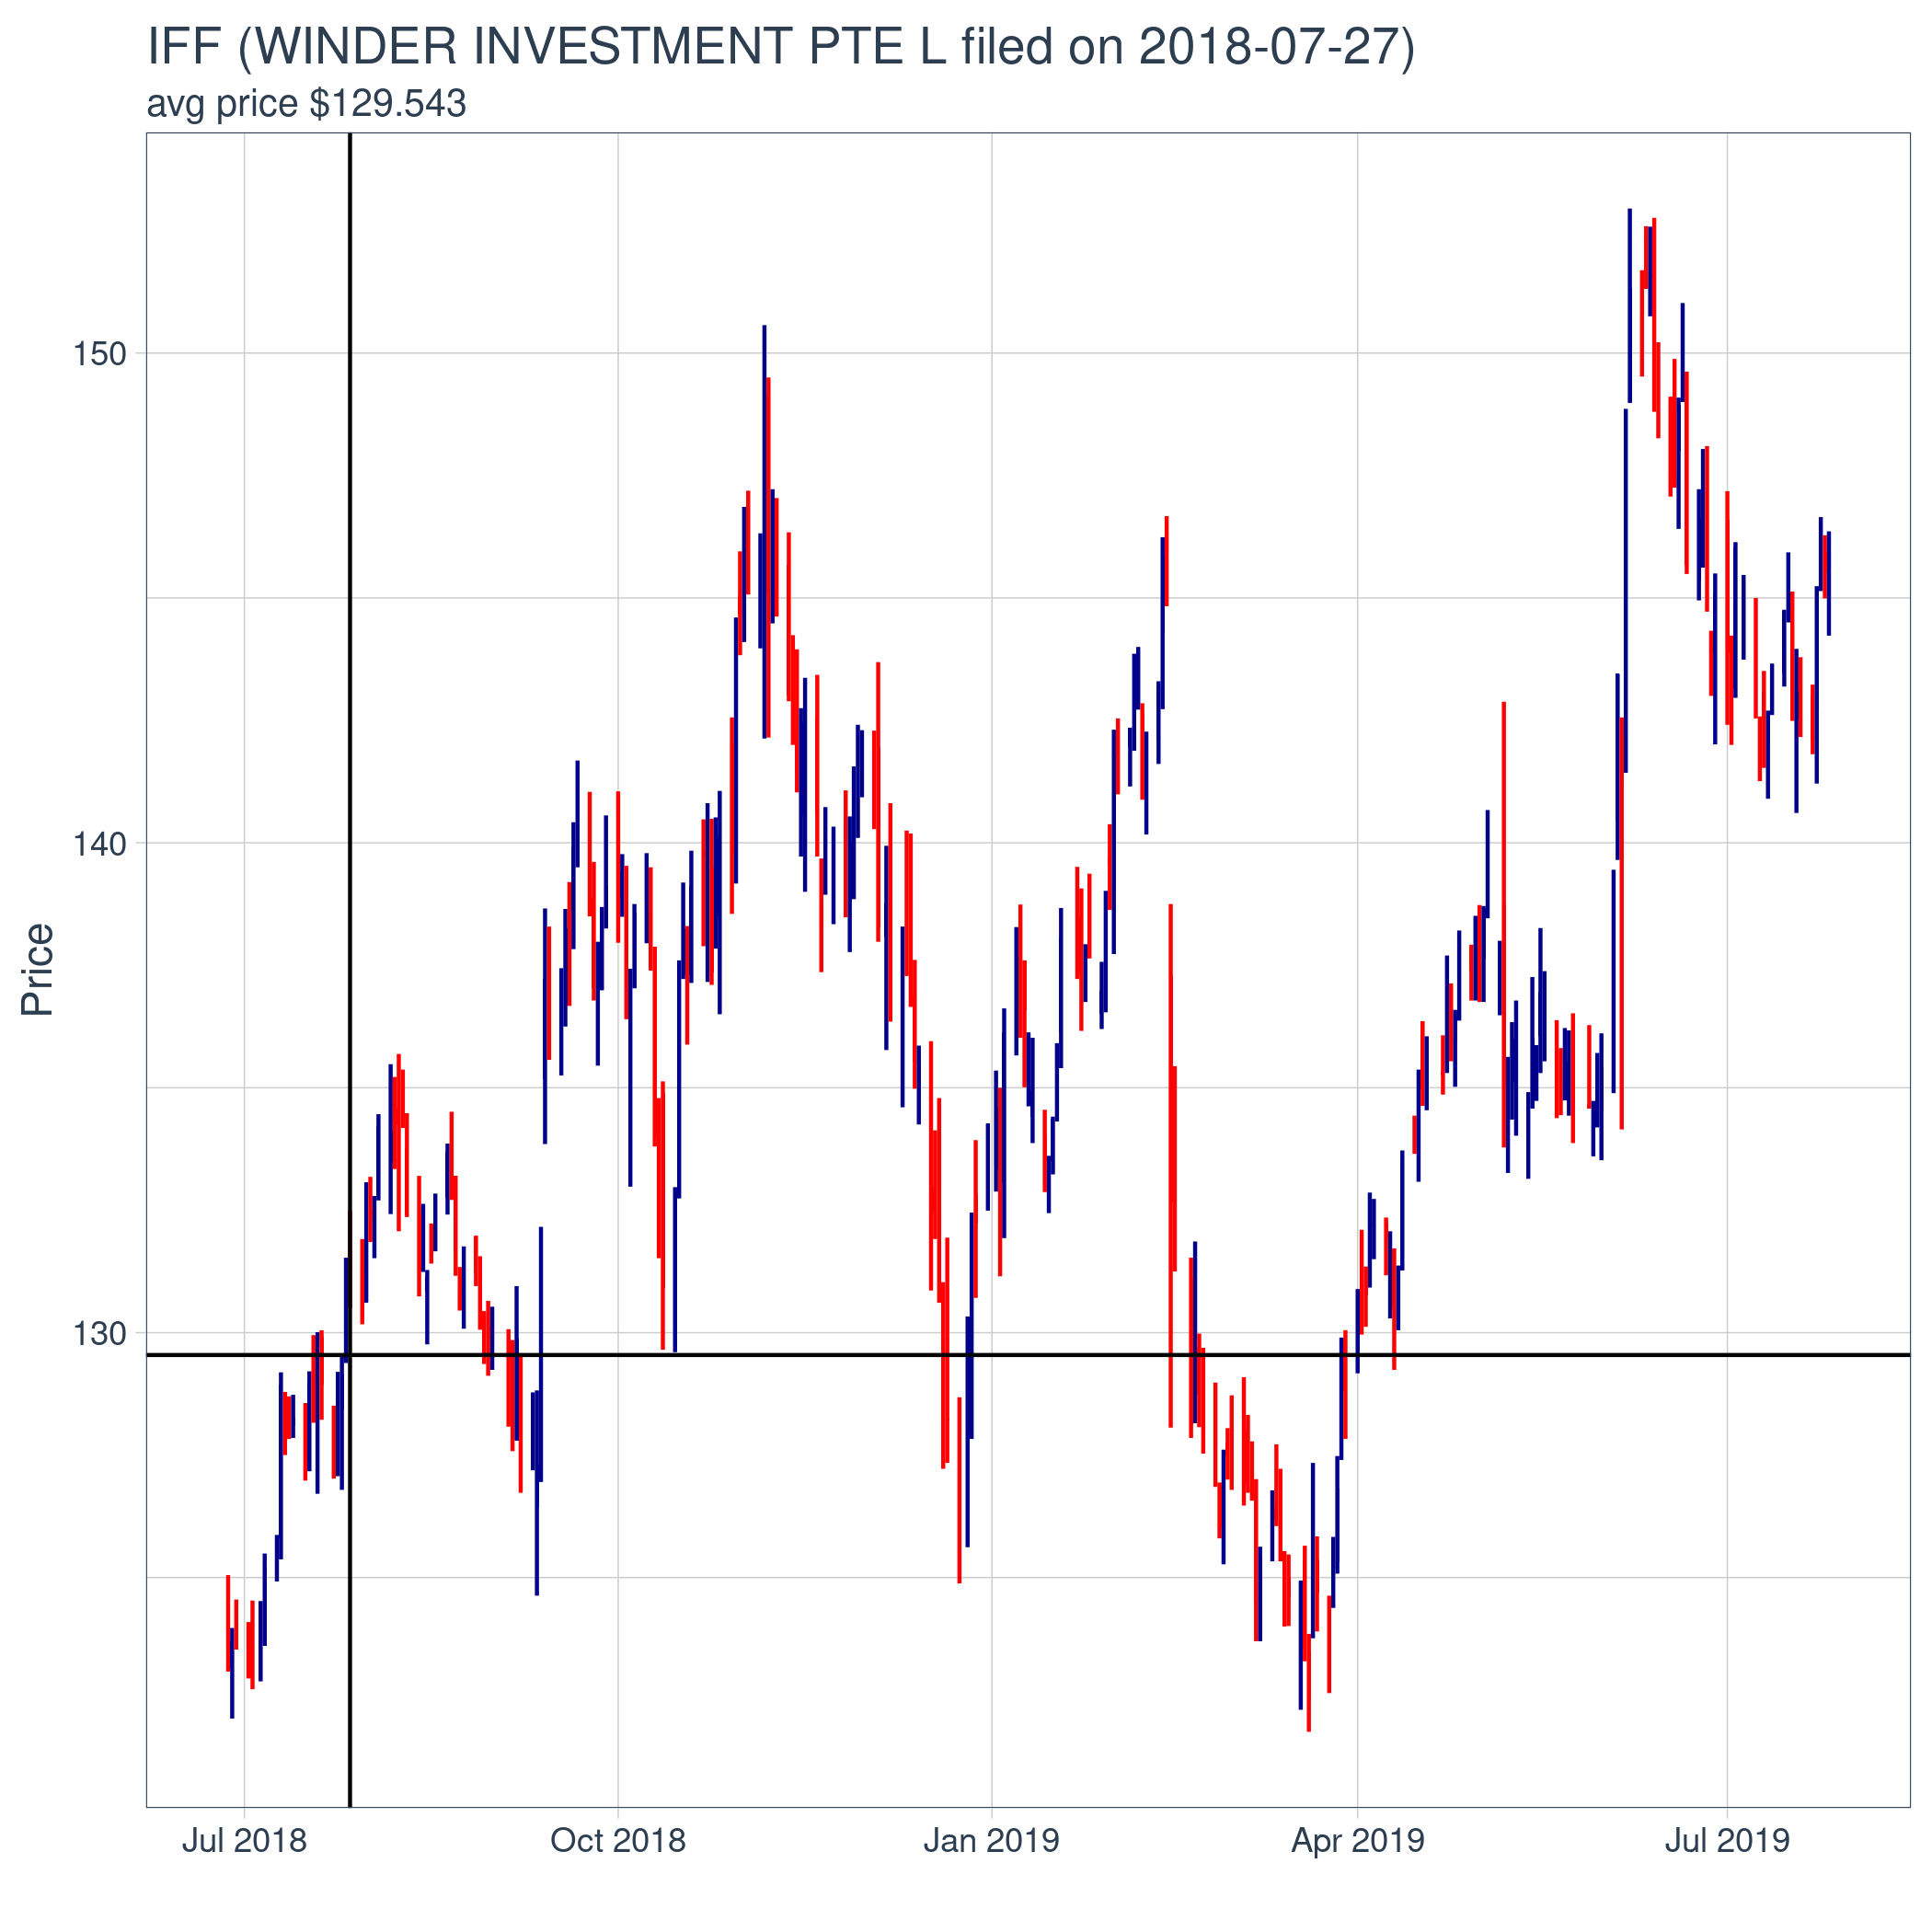 IFF (WINDER INVESTMENT PTE L filed on 2018-07-27)
avg price $129.543
150
140
130
Price
Jul 2018
Oct 2018
Jan 2019
Apr 2019
Jul 2019